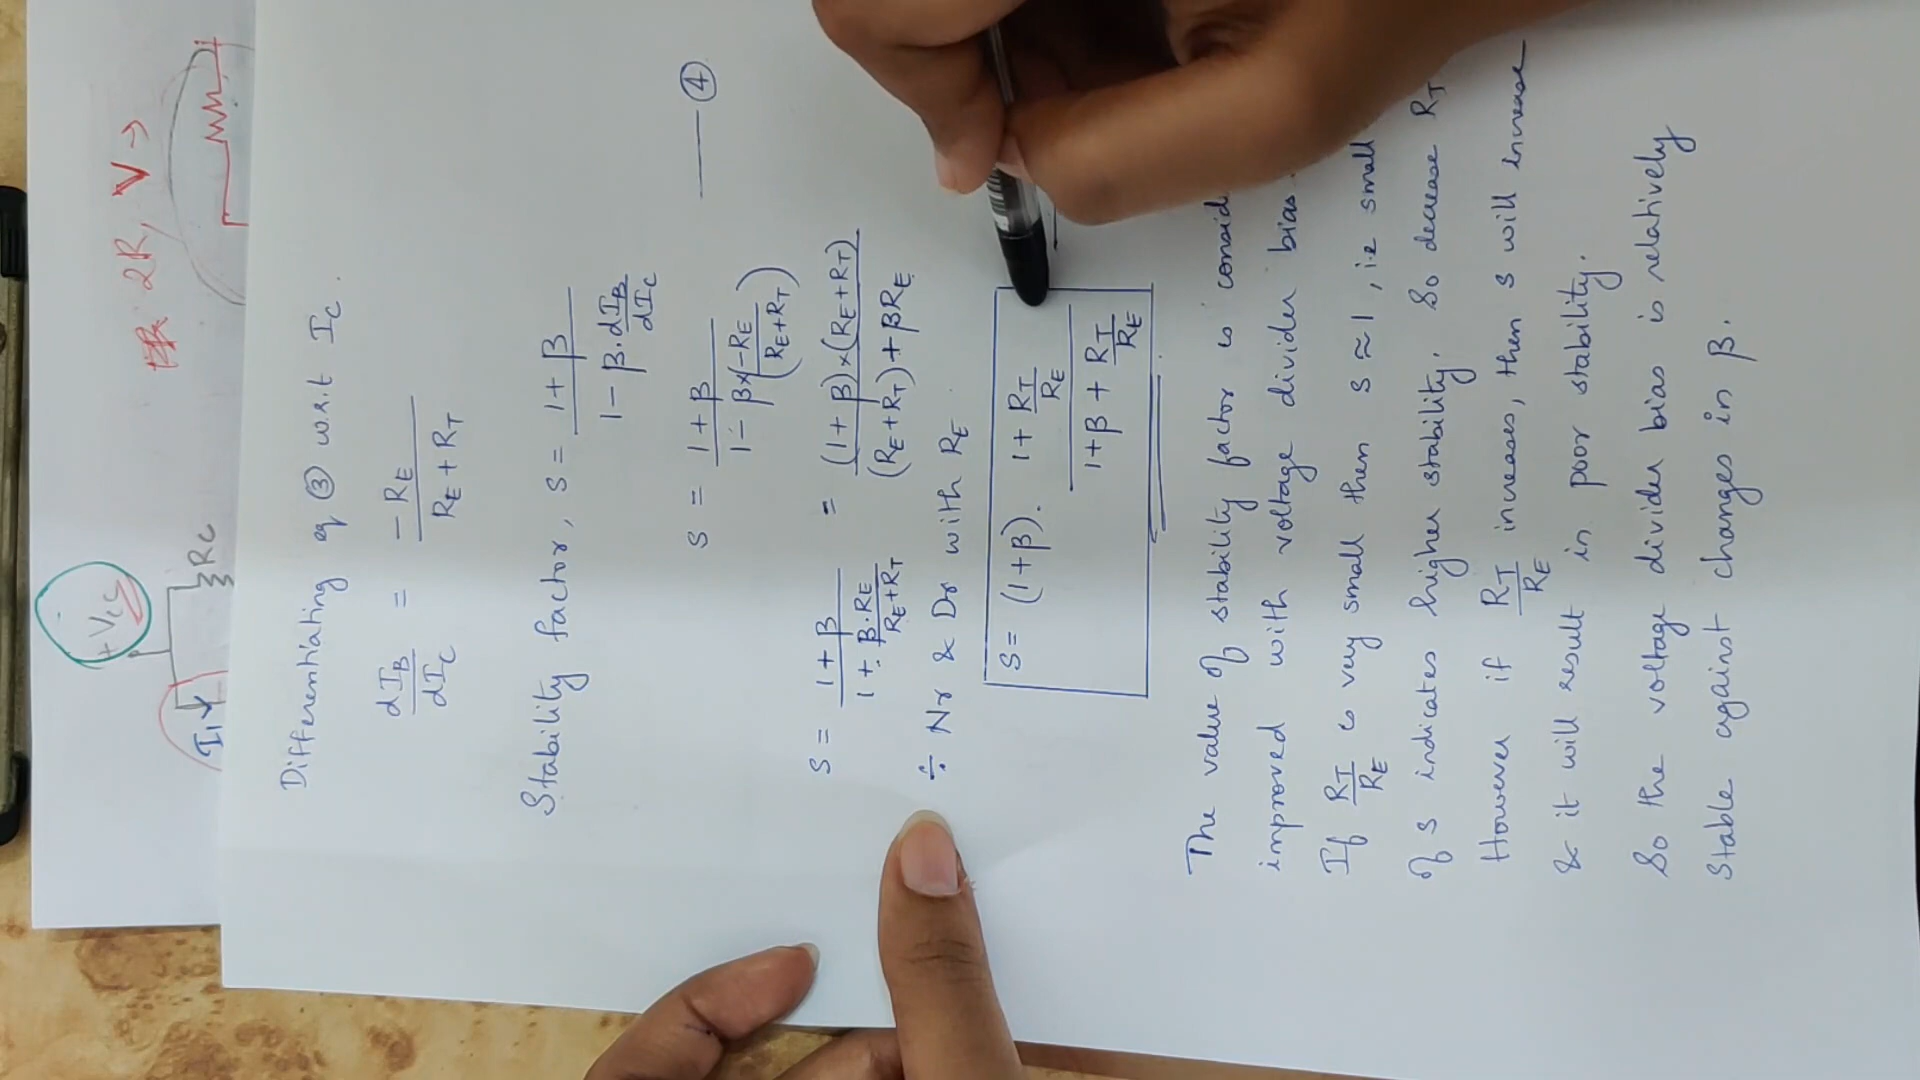 2R, V →
+ Vcc
RC
I1
Differentiating eq ③ w.r.t IC.
dIB/dIC = -RE/(RE + RT)
Stability factor, S = (1 + β)/(1 - β.dIB/dIC) —— ④
S = (1 + β)/(1 - β×(-RE/(RE+RT)))
S = (1 + β)/(1 + β.RE/(RE+RT)) = (1 + β)×(RE+RT)/((RE+RT)+βRE
÷ Nr & Dr with RE
S = (1+β). (1 + RT/RE)/(1+β + RT/RE)
The value of stability factor is
improved with voltage divider bias.
If RT/RE is very small then S ≈ 1, i.e small
of S indicates higher stability. So decrease RT
However if RT/RE increases, then S will increase
& it will result in poor stability.
So the voltage divider bias is relatively
Stable against changes in β.